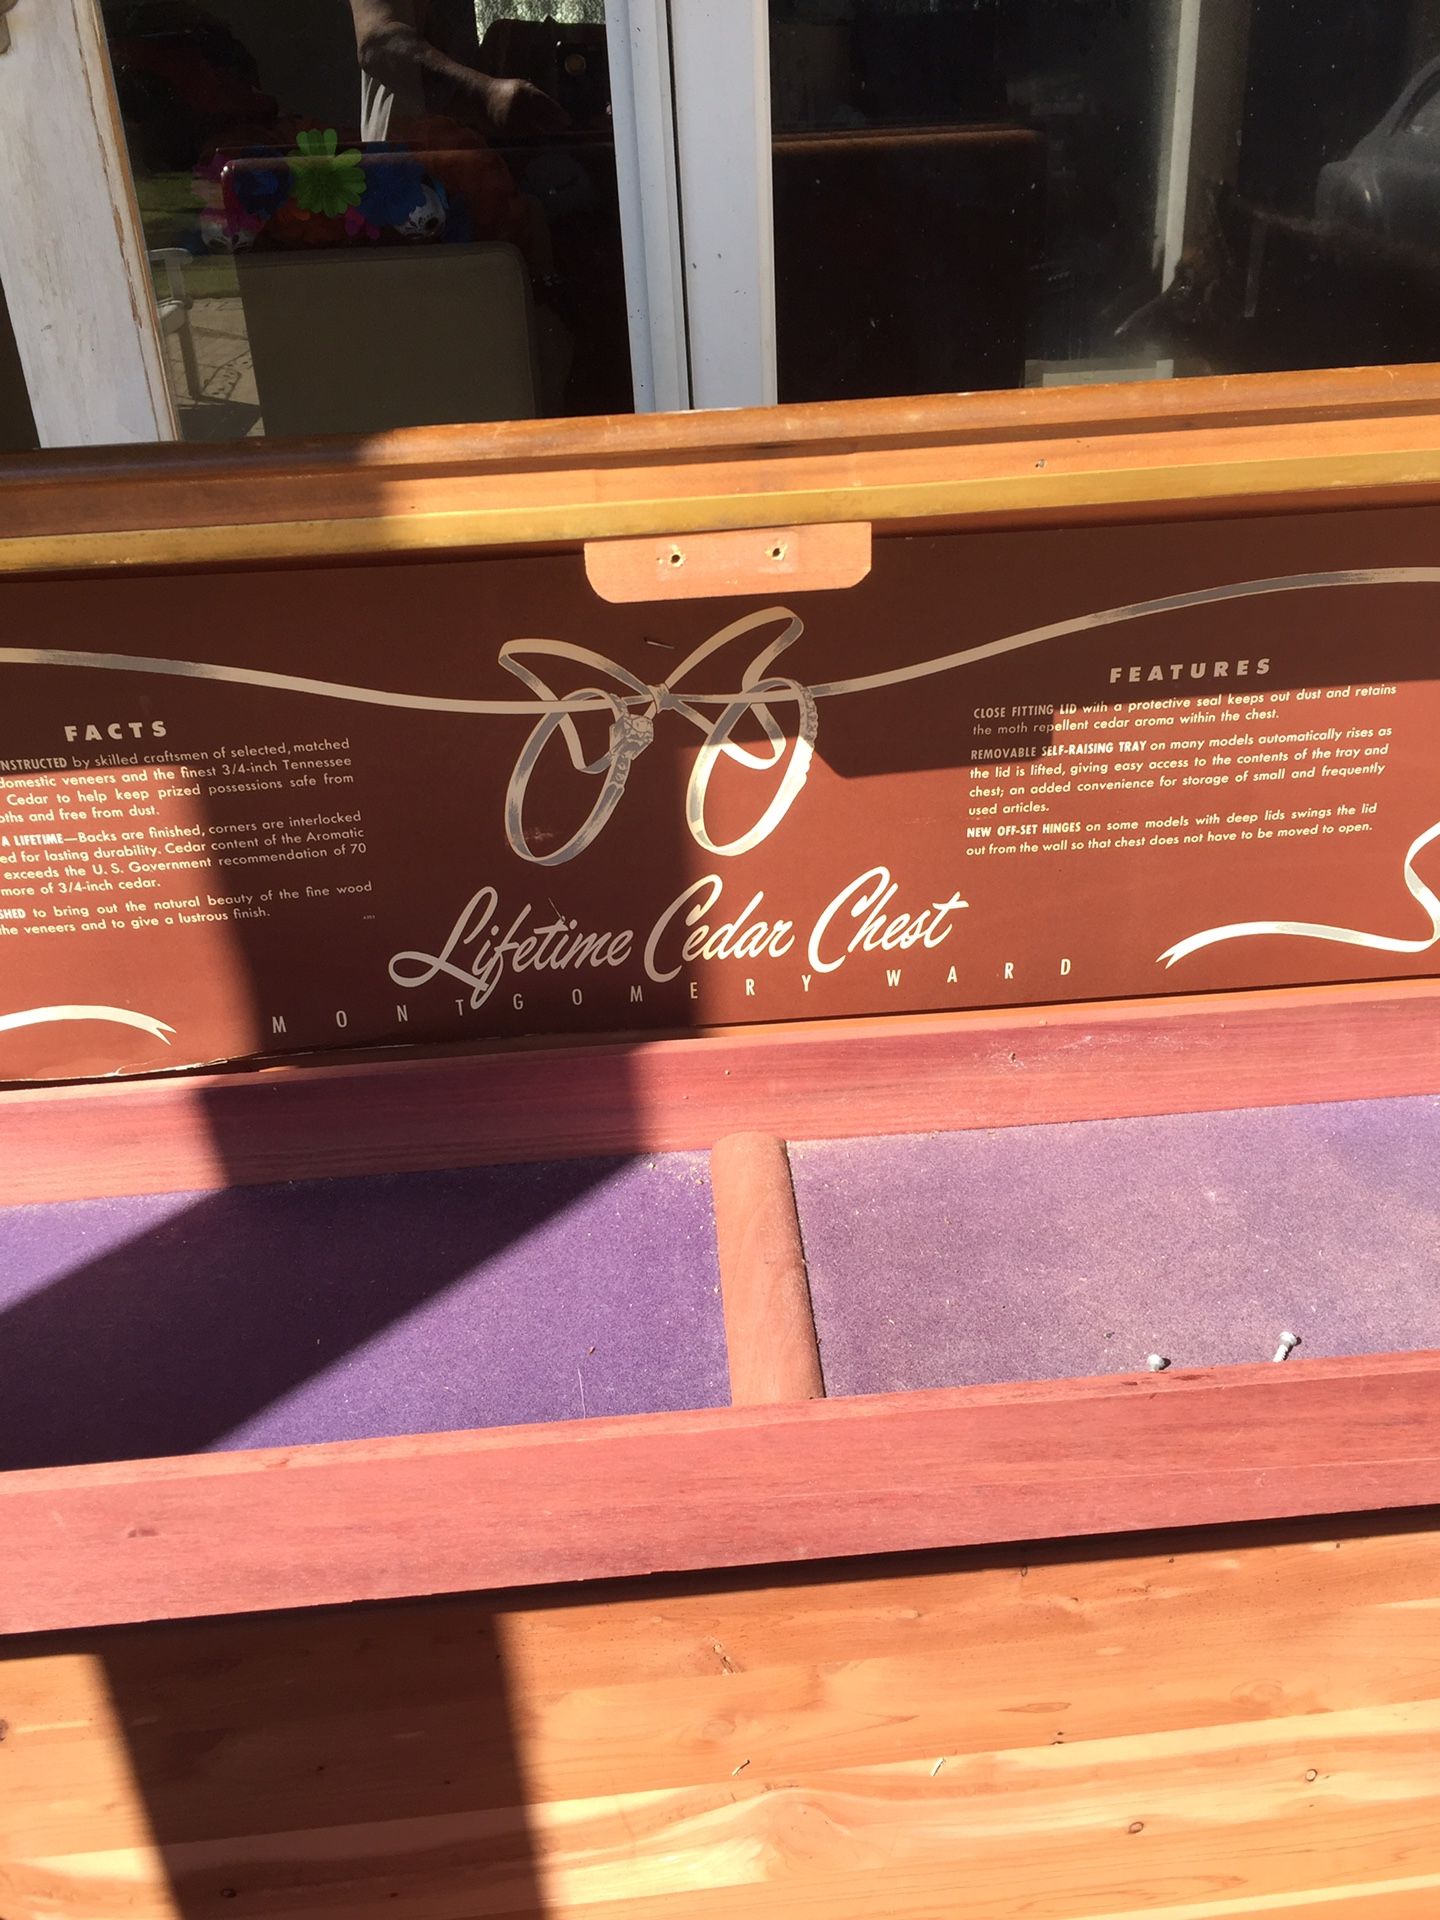 FACTS
NSTRUCTED by skilled craftsmen of selected, matched
domestic veneers and the finest 3/4-inch Tennessee
Cedar to help keep prized possessions safe from
oths and free from dust.
A LIFETIME—Backs are finished, corners are interlocked
ed for lasting durability. Cedar content of the Aromatic
exceeds the U. S. Government recommendation of 70
more of 3/4-inch cedar.
SHED to bring out the natural beauty of the fine wood
he veneers and to give a lustrous finish.
FEATURES
CLOSE FITTING LID with a protective seal keeps out dust and retains
the moth repellent cedar aroma within the chest.
REMOVABLE SELF-RAISING TRAY on many models automatically rises as
the lid is lifted, giving easy access to the contents of the tray and
chest; an added convenience for storage of small and frequently
used articles.
NEW OFF-SET HINGES on some models with deep lids swings the lid
out from the wall so that chest does not have to be moved to open.
Lifetime Cedar Chest
MONTGOMERY WARD